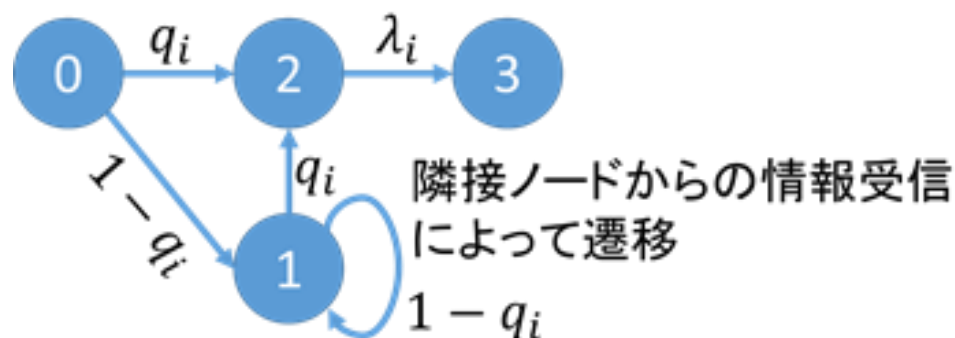 0
q_i
2
λ_i
3
1 − q_i
q_i
1
隣接ノードからの情報受信
によって遷移
1 − q_i